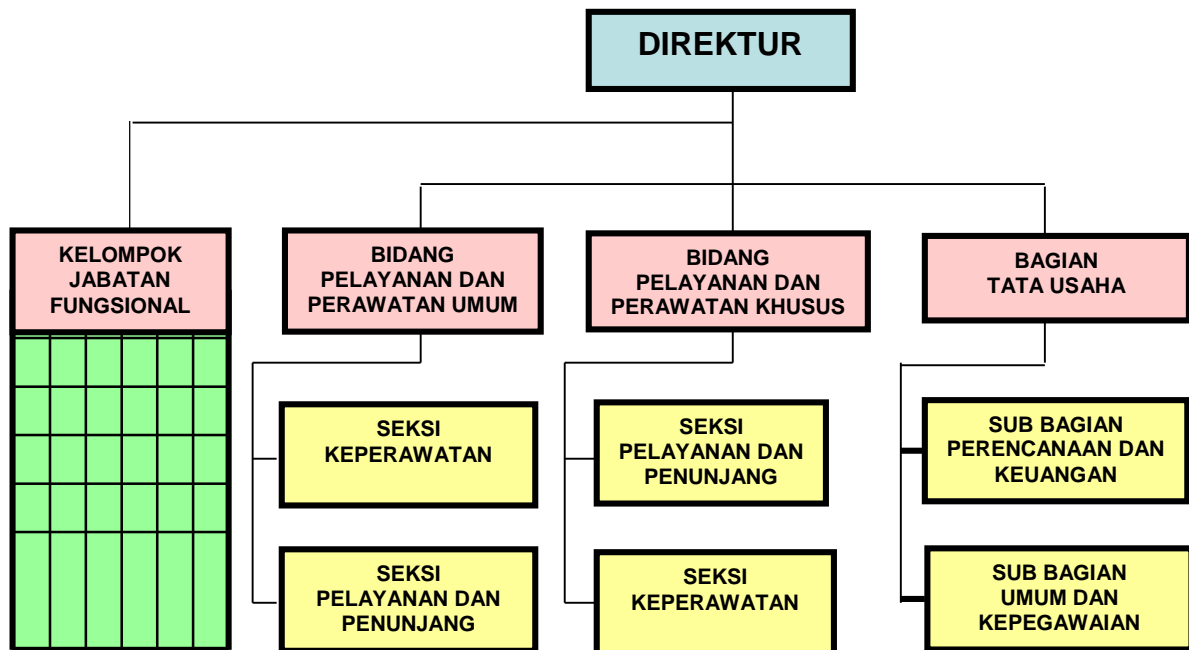 DIREKTUR
KELOMPOK
JABATAN
FUNGSIONAL
BIDANG
PELAYANAN DAN
PERAWATAN UMUM
BIDANG
PELAYANAN DAN
PERAWATAN KHUSUS
BAGIAN
TATA USAHA
SEKSI
KEPERAWATAN
SEKSI
PELAYANAN DAN
PENUNJANG
SUB BAGIAN
PERENCANAAN DAN
KEUANGAN
SEKSI
PELAYANAN DAN
PENUNJANG
SEKSI
KEPERAWATAN
SUB BAGIAN
UMUM DAN
KEPEGAWAIAN